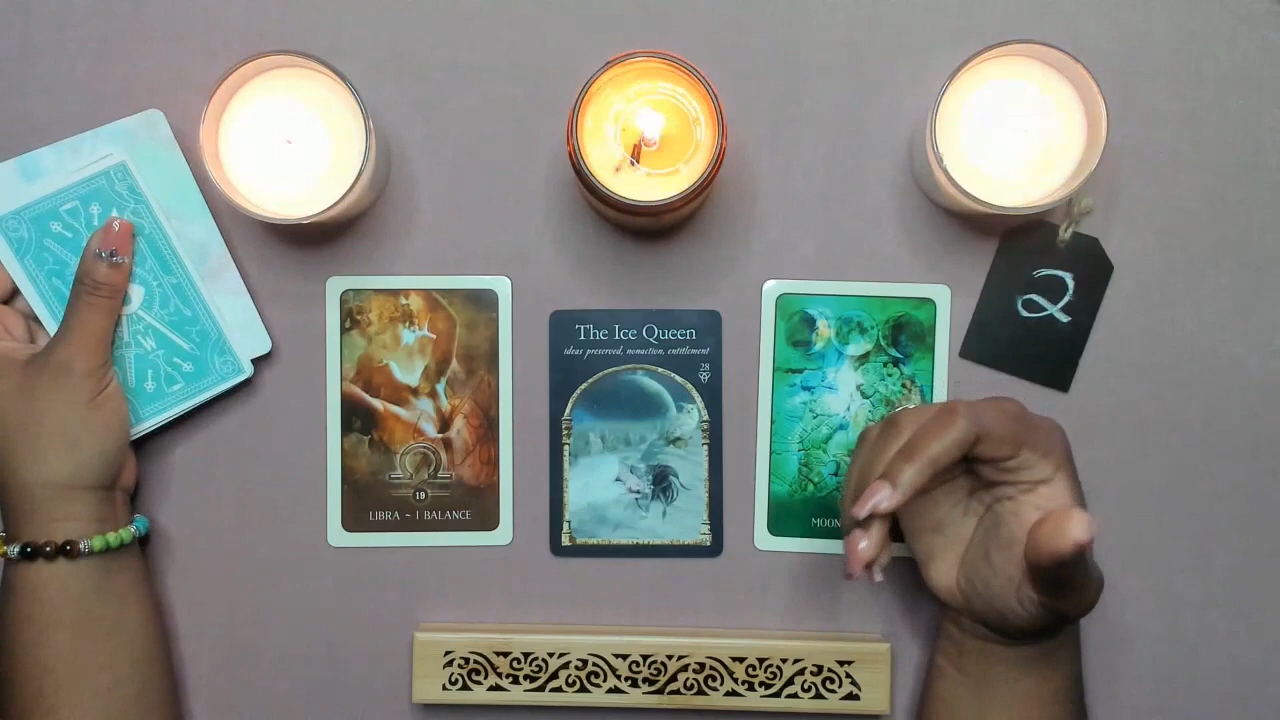 The Ice Queen
ideas preserved, nonaction, entitlement
28
2
19
LIBRA ~ I BALANCE
MOON
W